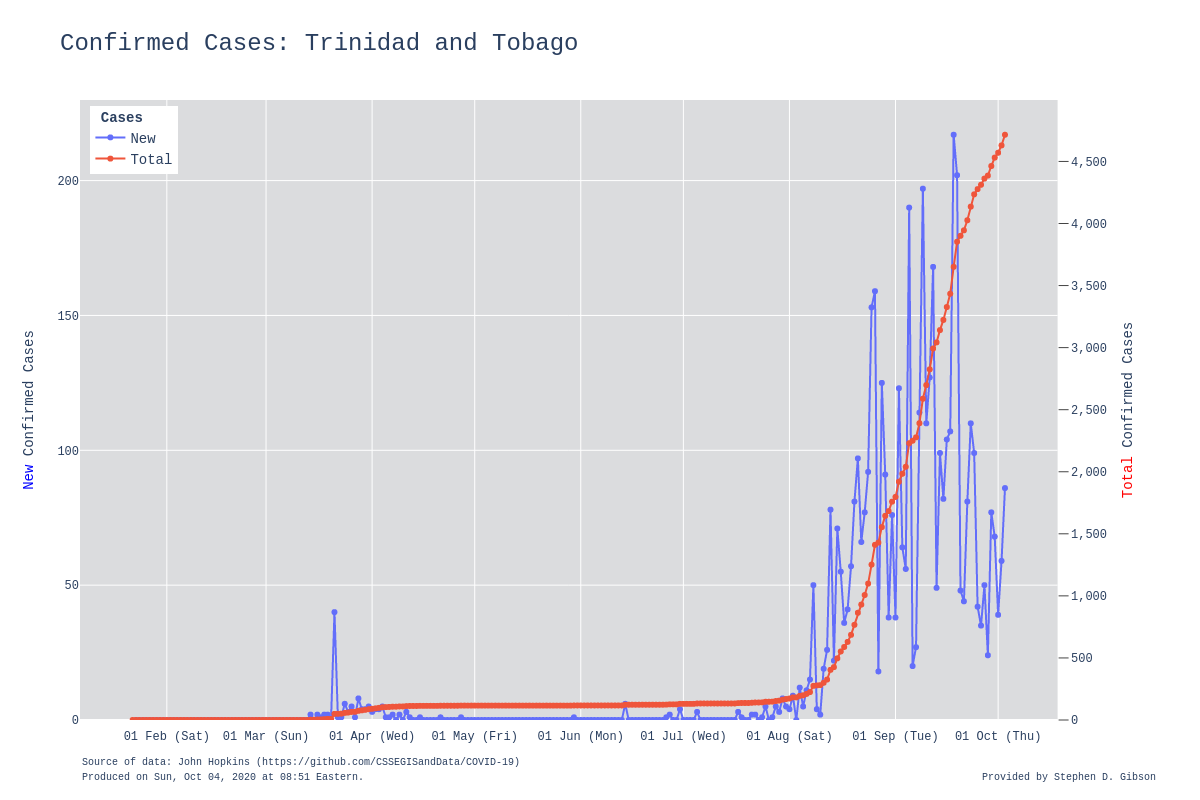 Confirmed Cases: Trinidad and Tobago
Cases
New
Total
200
150
100
50
0
New Confirmed Cases
4,500
4,000
3,500
3,000
2,500
2,000
1,500
1,000
500
0
Total Confirmed Cases
01 Feb (Sat) 01 Mar (Sun) 01 Apr (Wed) 01 May (Fri) 01 Jun (Mon) 01 Jul (Wed) 01 Aug (Sat) 01 Sep (Tue) 01 Oct (Thu)
Source of data: John Hopkins (https://github.com/CSSEGISandData/COVID-19)
Produced on Sun, Oct 04, 2020 at 08:51 Eastern.
Provided by Stephen D. Gibson